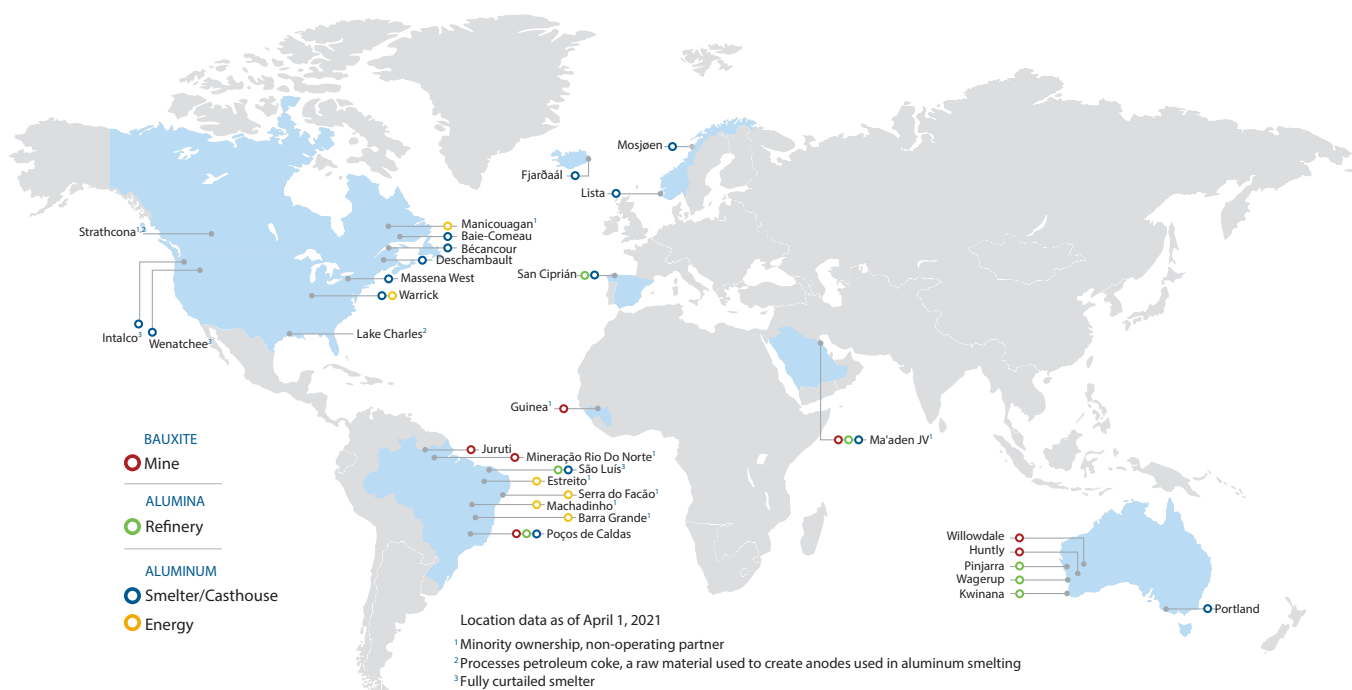 Mosjøen
Fjarðaál
Lista
Manicouagan¹
Strathcona¹,²
Baie-Comeau
Bécancour
Deschambault
San Ciprián
Massena West
Warrick
Lake Charles²
Intalco³
Wenatchee³
Guinea¹
BAUXITE
Mine
ALUMINA
Refinery
ALUMINUM
Smelter/Casthouse
Energy
Juruti
Mineração Rio Do Norte¹
São Luís³
Estreito¹
Serra do Facão¹
Machadinho¹
Barra Grande¹
Poços de Caldas
Ma'aden JV¹
Willowdale
Huntly
Pinjarra
Wagerup
Kwinana
Portland
Location data as of April 1, 2021
¹ Minority ownership, non-operating partner
² Processes petroleum coke, a raw material used to create anodes used in aluminum smelting
³ Fully curtailed smelter